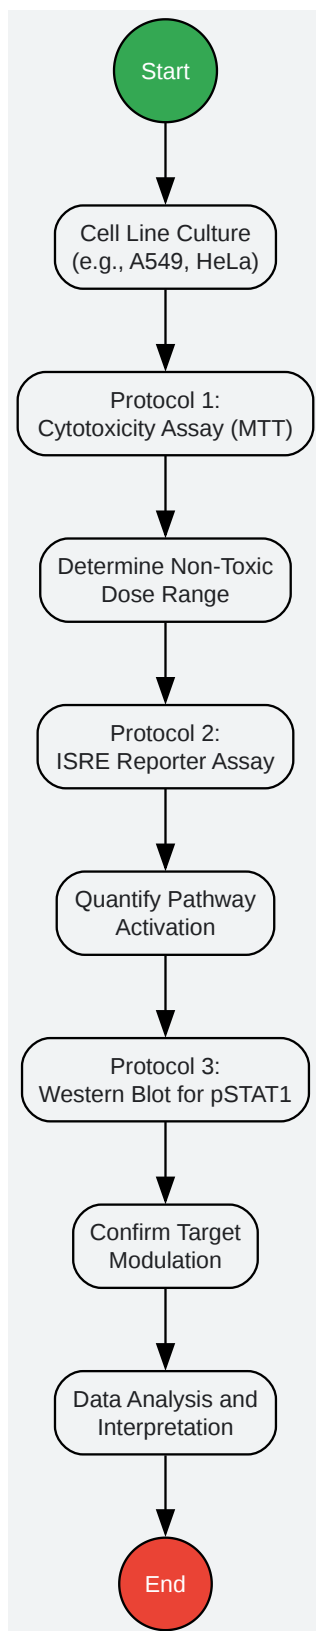 Start
Cell Line Culture
(e.g., A549, HeLa)
Protocol 1:
Cytotoxicity Assay (MTT)
Determine Non-Toxic
Dose Range
Protocol 2:
ISRE Reporter Assay
Quantify Pathway
Activation
Protocol 3:
Western Blot for pSTAT1
Confirm Target
Modulation
Data Analysis and
Interpretation
End